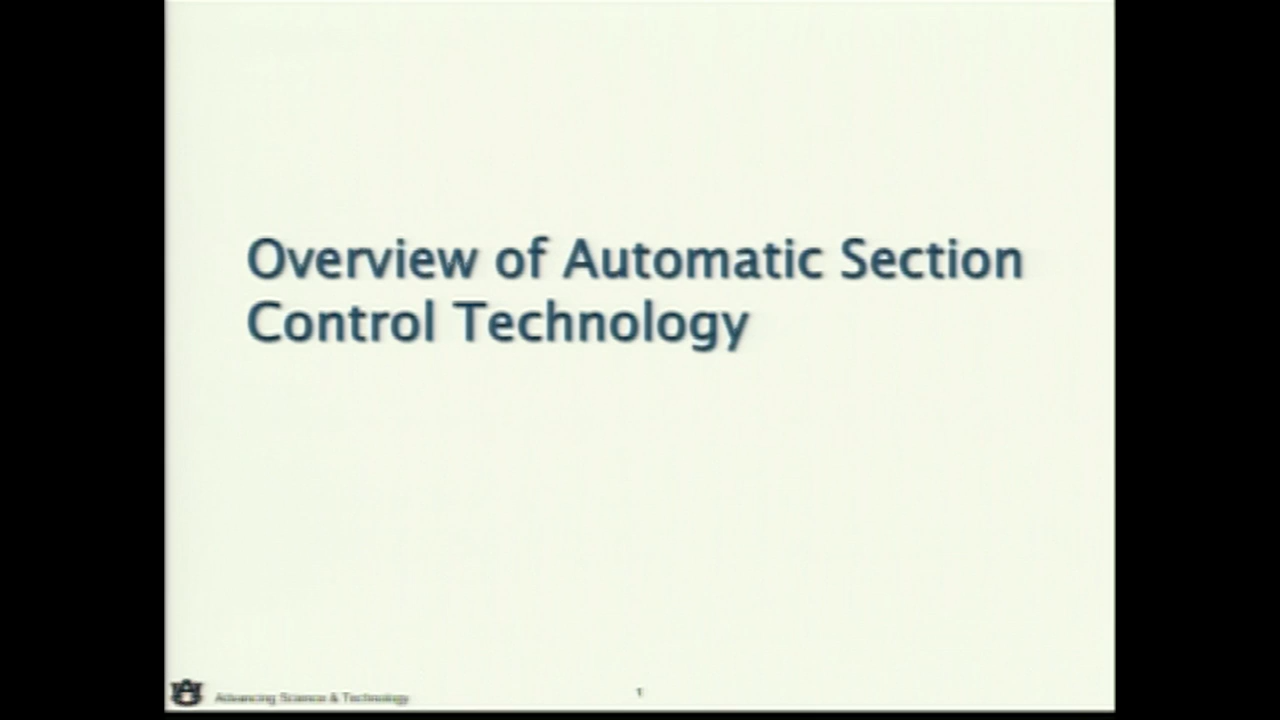 Overview of Automatic Section
Control Technology
Advancing Science & Technology
1